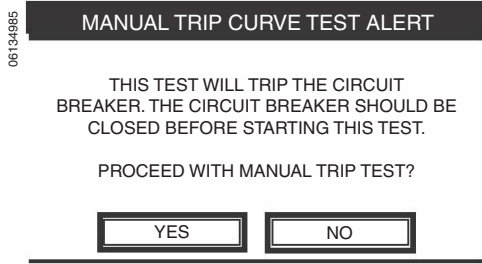 06134985
MANUAL TRIP CURVE TEST ALERT
THIS TEST WILL TRIP THE CIRCUIT
BREAKER. THE CIRCUIT BREAKER SHOULD BE
CLOSED BEFORE STARTING THIS TEST.
PROCEED WITH MANUAL TRIP TEST?
YES
NO